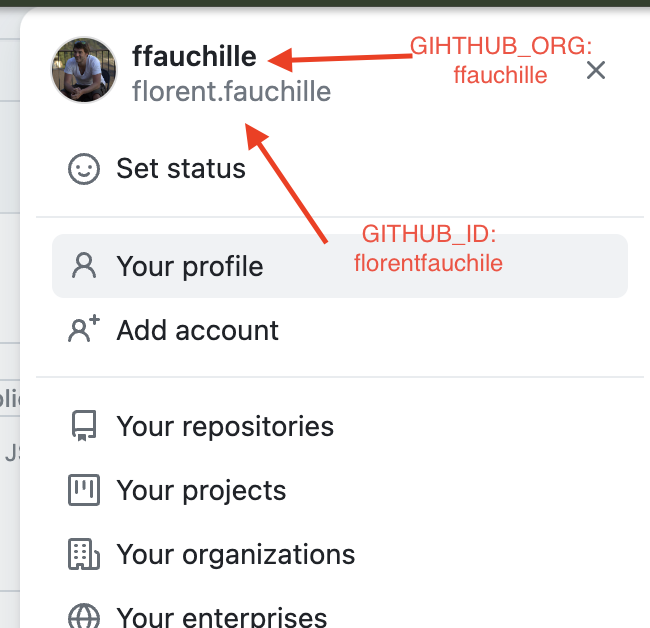 ffauchille
GIHTHUB_ORG:
ffauchille
florent.fauchille
Set status
GITHUB_ID:
florentfauchile
Your profile
Add account
Your repositories
Your projects
Your organizations
Your enterprises